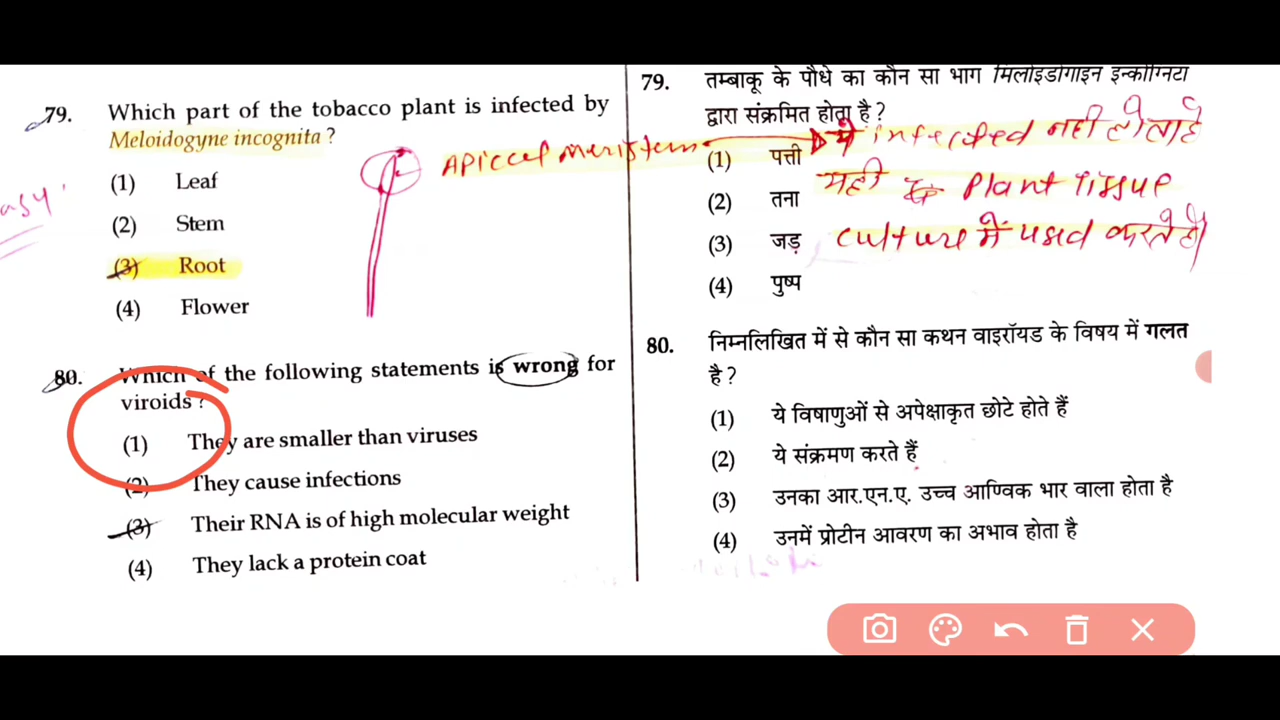 79. Which part of the tobacco plant is infected by
Meloidogyne incognita ?
(1) Leaf
(2) Stem
(3) Root
(4) Flower
80. Which of the following statements is wrong for
viroids ?
(1) They are smaller than viruses
(2) They cause infections
(3) Their RNA is of high molecular weight
(4) They lack a protein coat
79. तम्बाकू के पौधे का कौन सा भाग मिलोइडोगाइन इन्काग्निटा
द्वारा संक्रमित होता है ?
(1) पत्ती
(2) तना
(3) जड़
(4) पुष्प
80. निम्नलिखित में से कौन सा कथन वाइरॉयड के विषय में गलत
है ?
(1) ये विषाणुओं से अपेक्षाकृत छोटे होते हैं
(2) ये संक्रमण करते हैं
(3) उनका आर.एन.ए. उच्च आण्विक भार वाला होता है
(4) उनमें प्रोटीन आवरण का अभाव होता है
Apiccel meristem में infected नही होता है
Plant Tissue
culture में used करते है।